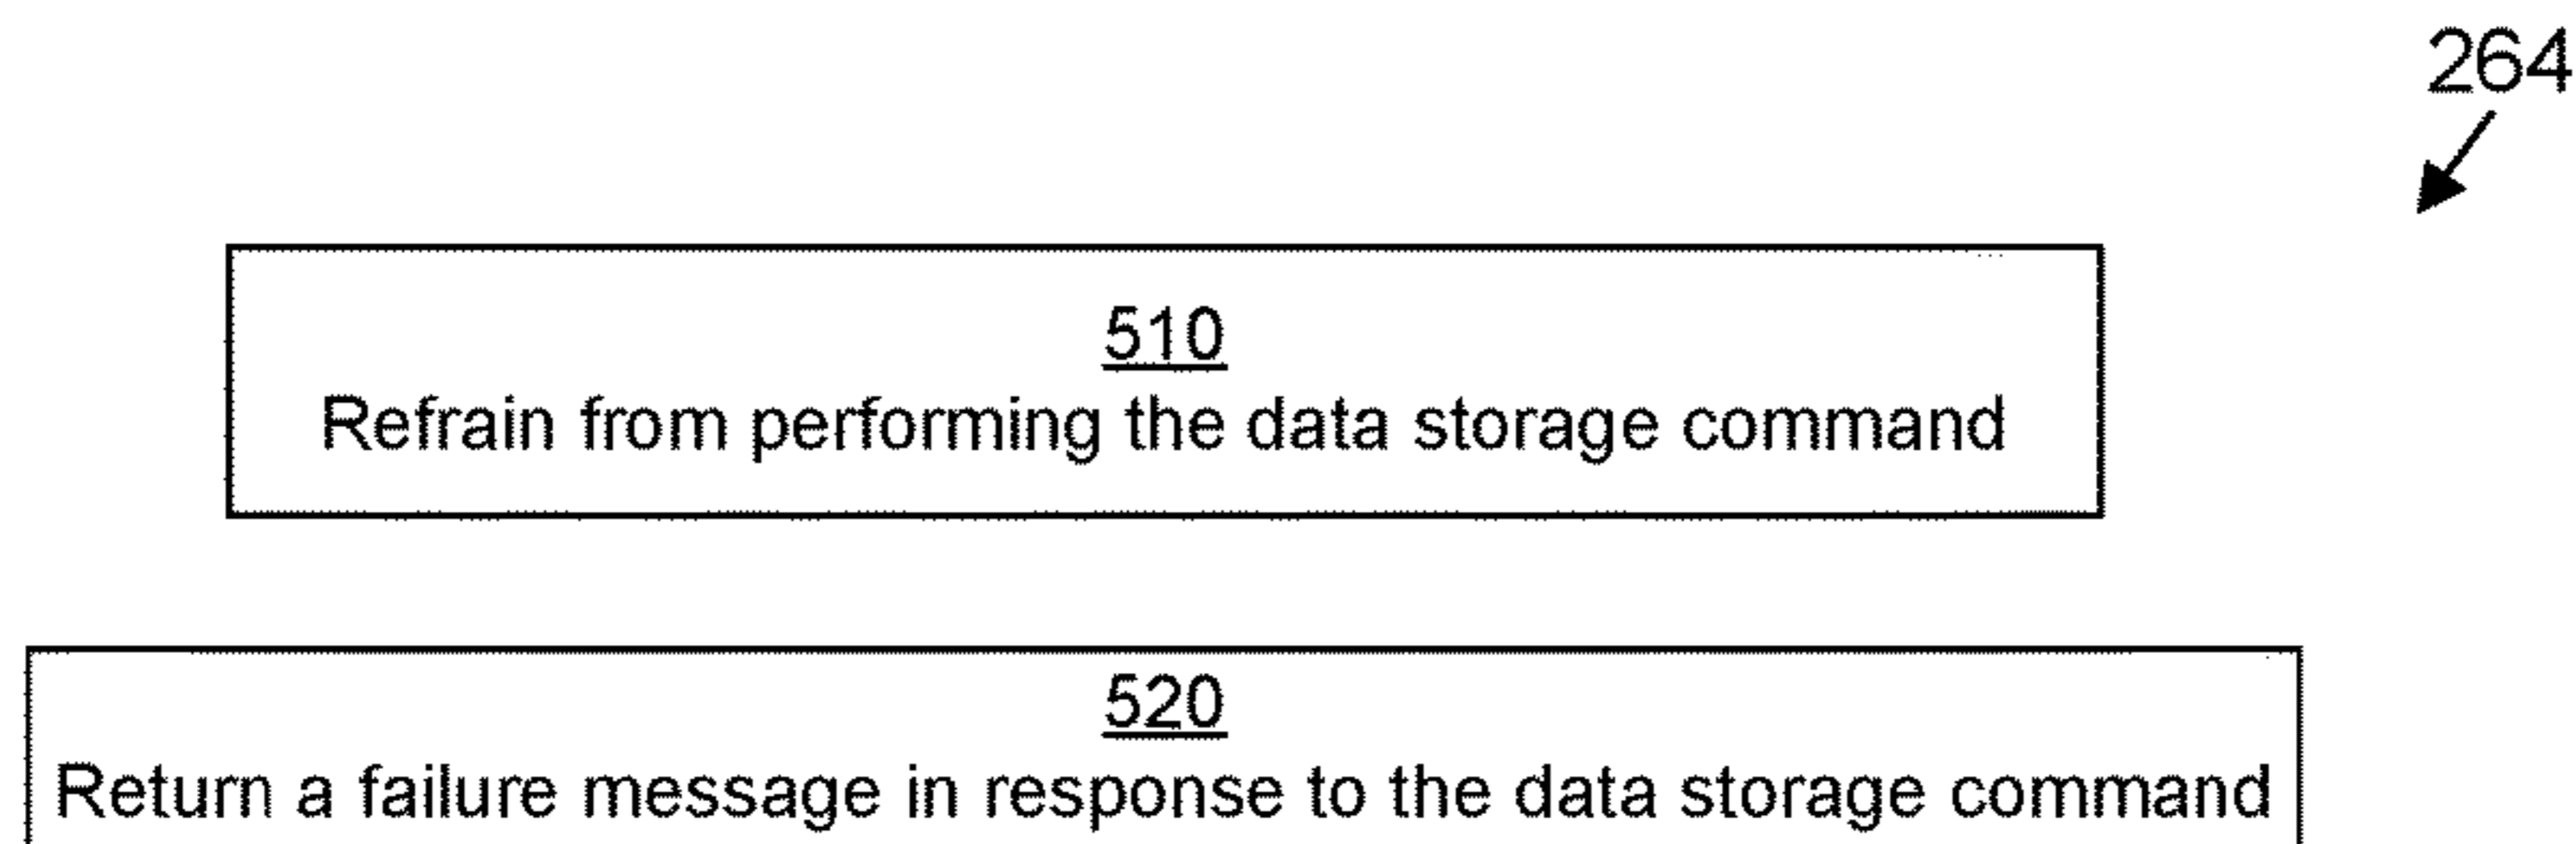 264
510
Refrain from performing the data storage command
520
Return a failure message in response to the data storage command